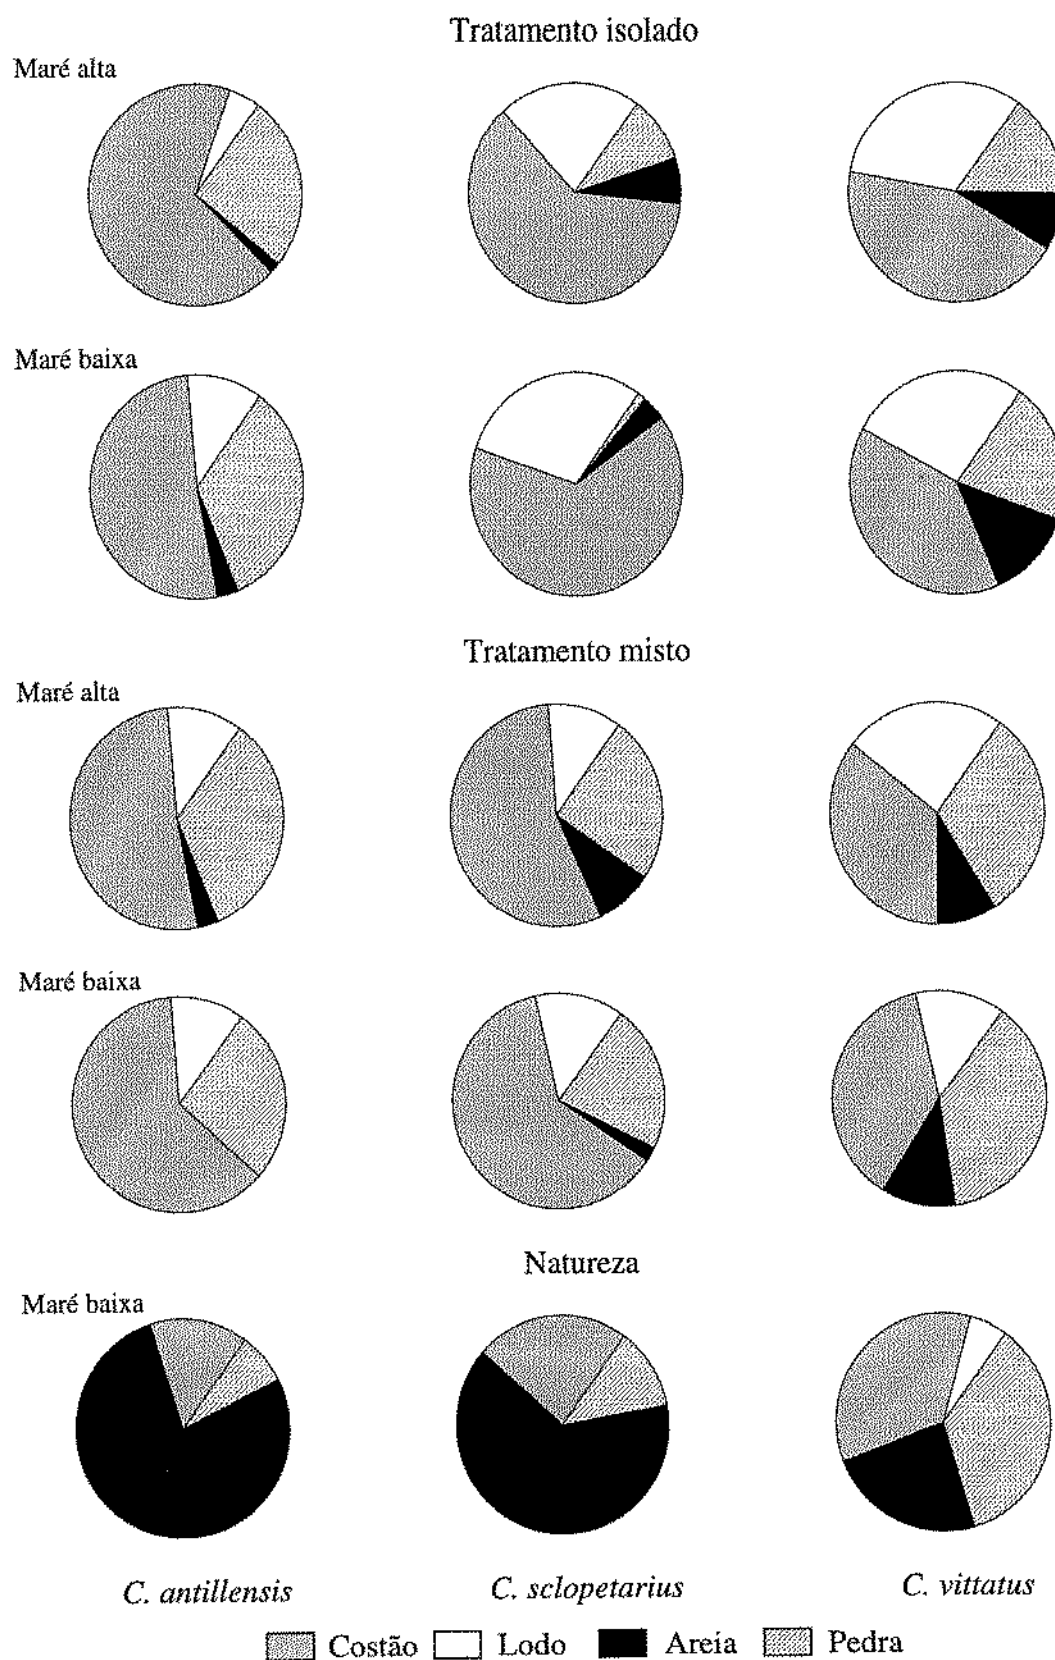 Tratamento isolado
Maré alta
Maré baixa
Tratamento misto
Maré alta
Maré baixa
Natureza
Maré baixa
C. antillensis C. sclopetarius C. vittatus
Costão Lodo Areia Pedra